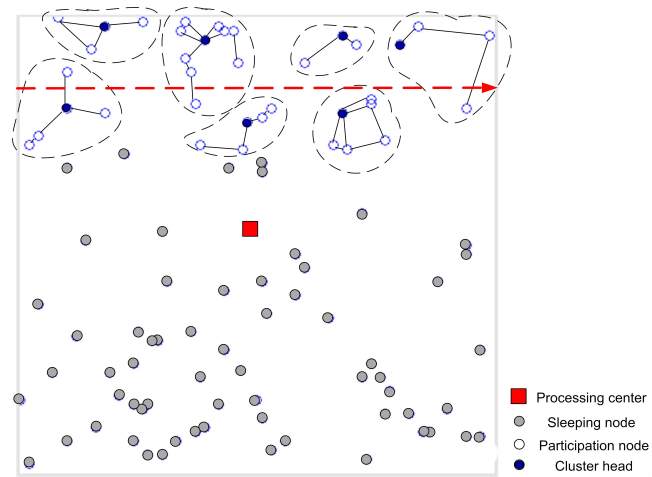 Processing center
Sleeping node
Participation node
Cluster head